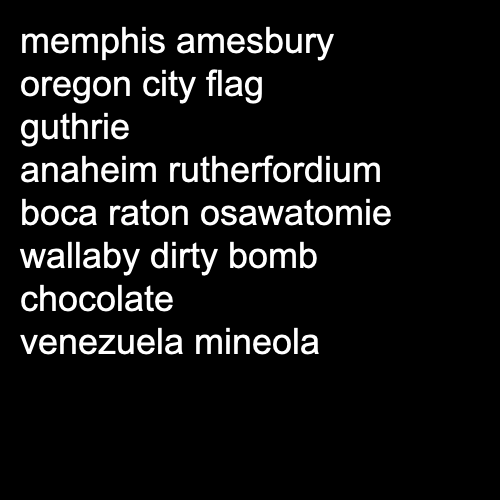 memphis amesbury
oregon city flag
guthrie
anaheim rutherfordium
boca raton osawatomie
wallaby dirty bomb
chocolate
venezuela mineola